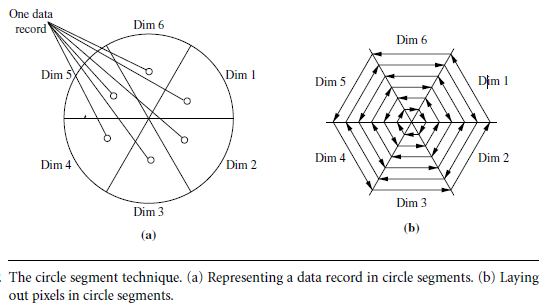 One data
record
Dim 6
Dim 5
Dim 1
Dim 4
Dim 2
Dim 3
(a)
Dim 6
Dim 5
Dim 1
Dim 4
Dim 2
Dim 3
(b)
The circle segment technique. (a) Representing a data record in circle segments. (b) Laying
out pixels in circle segments.